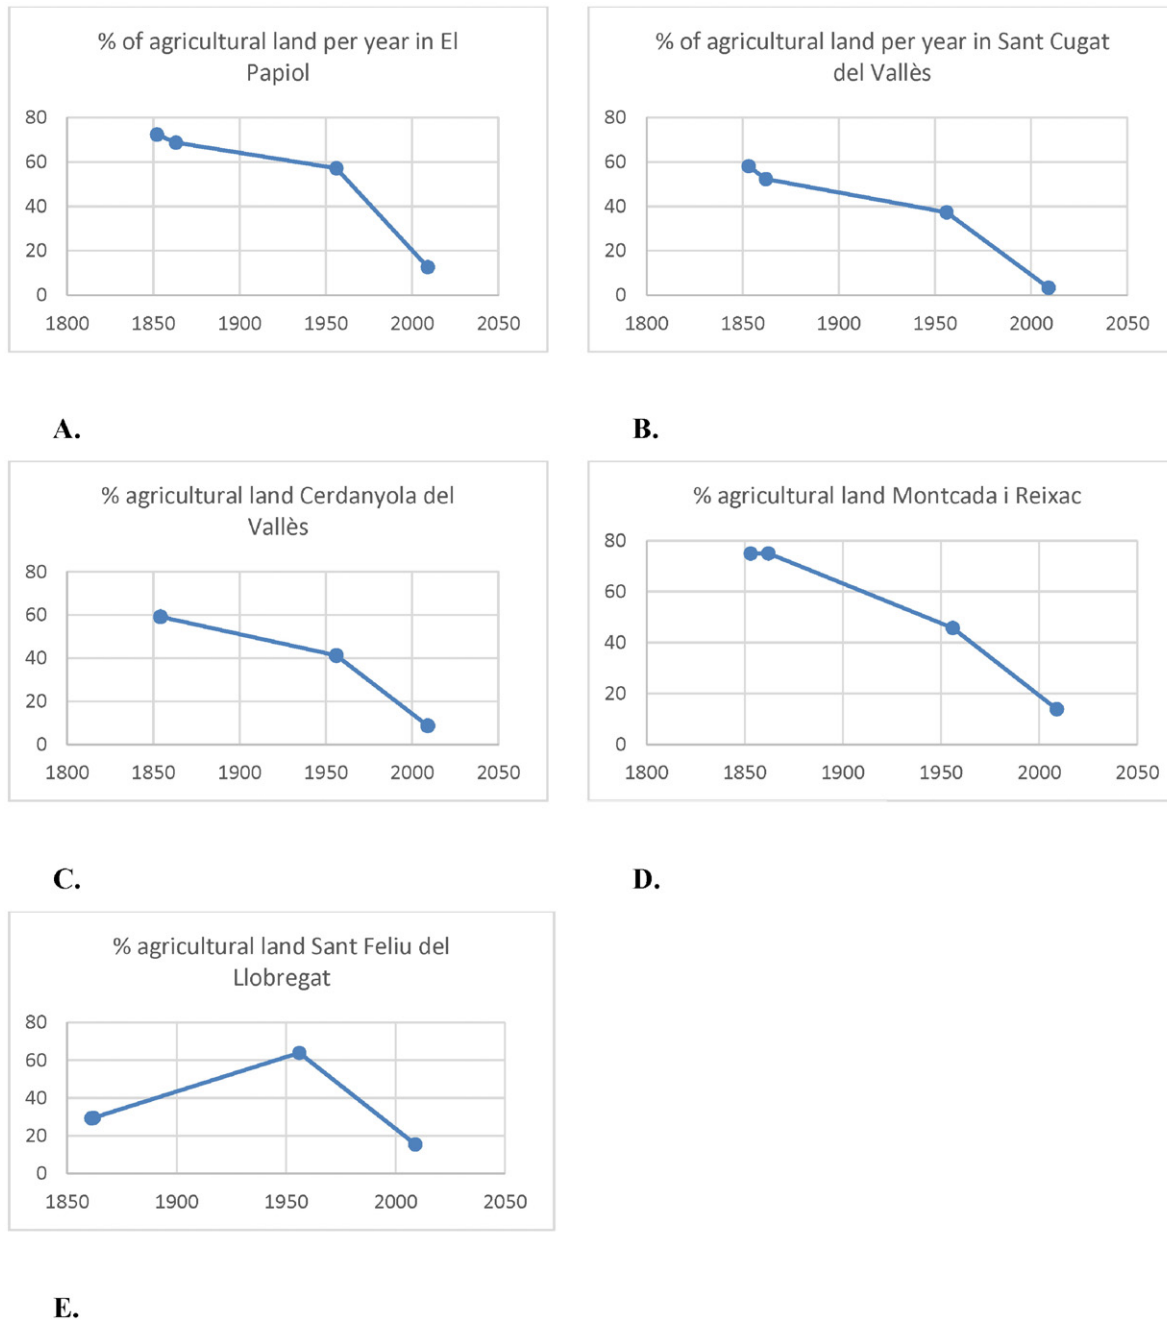 % of agricultural land per year in El
Papiol
80
60
40
20
0
1800 1850 1900 1950 2000 2050
A.
% of agricultural land per year in Sant Cugat
del Vallès
80
60
40
20
0
1800 1850 1900 1950 2000 2050
B.
% agricultural land Cerdanyola del
Vallès
80
60
40
20
0
1800 1850 1900 1950 2000 2050
C.
% agricultural land Montcada i Reixac
80
60
40
20
0
1800 1850 1900 1950 2000 2050
D.
% agricultural land Sant Feliu del
Llobregat
80
60
40
20
0
1850 1900 1950 2000 2050
E.